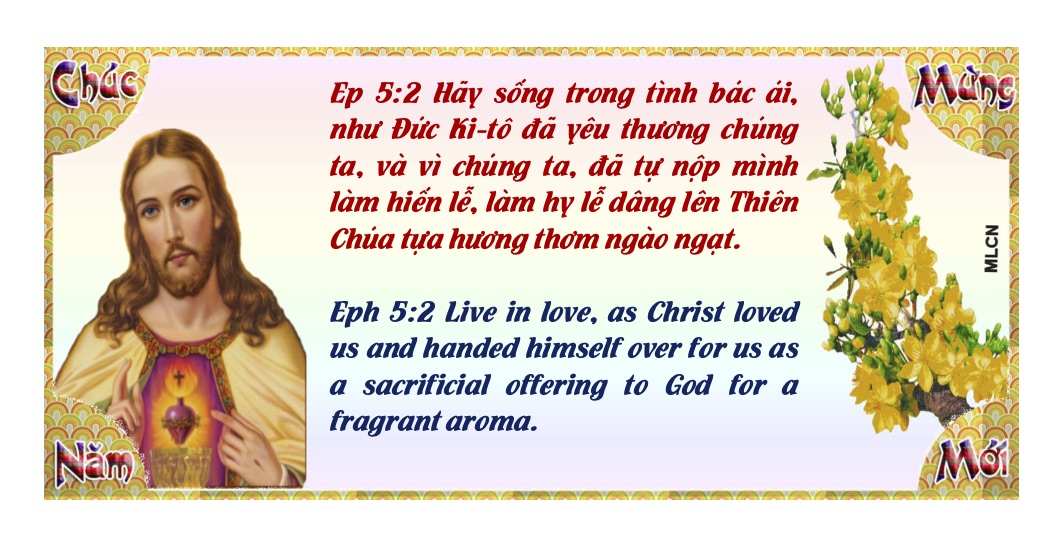 Chúc
Mừng
Ep 5:2 Hãy sống trong tình bác ái,
như Đức Ki-tô đã yêu thương chúng
ta, và vì chúng ta, đã tự nộp mình
làm hiến lễ, làm hy lễ dâng lên Thiên
Chúa tựa hương thơm ngào ngạt.
Eph 5:2 Live in love, as Christ loved
us and handed himself over for us as
a sacrificial offering to God for a
fragrant aroma.
MLCN
Năm
Mới